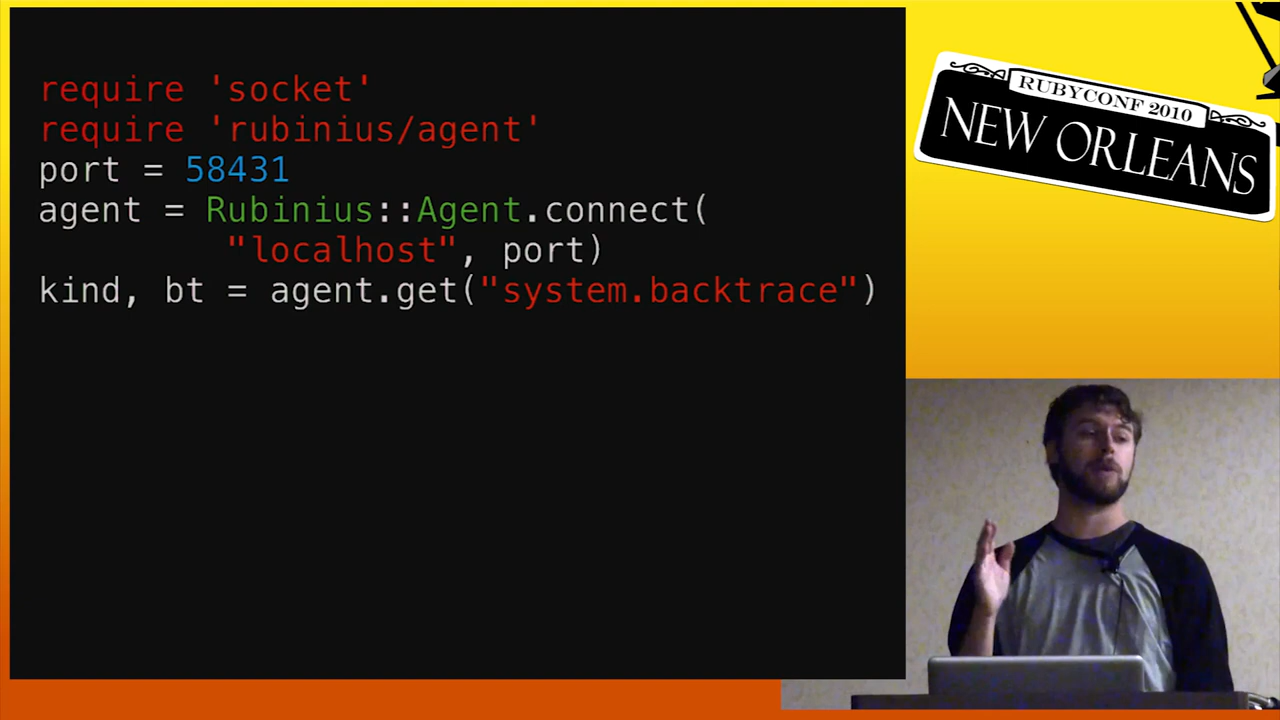 require 'socket'
require 'rubinius/agent'
port = 58431
agent = Rubinius::Agent.connect(
"localhost", port)
kind, bt = agent.get("system.backtrace")
RUBYCONF 2010
NEW ORLEANS